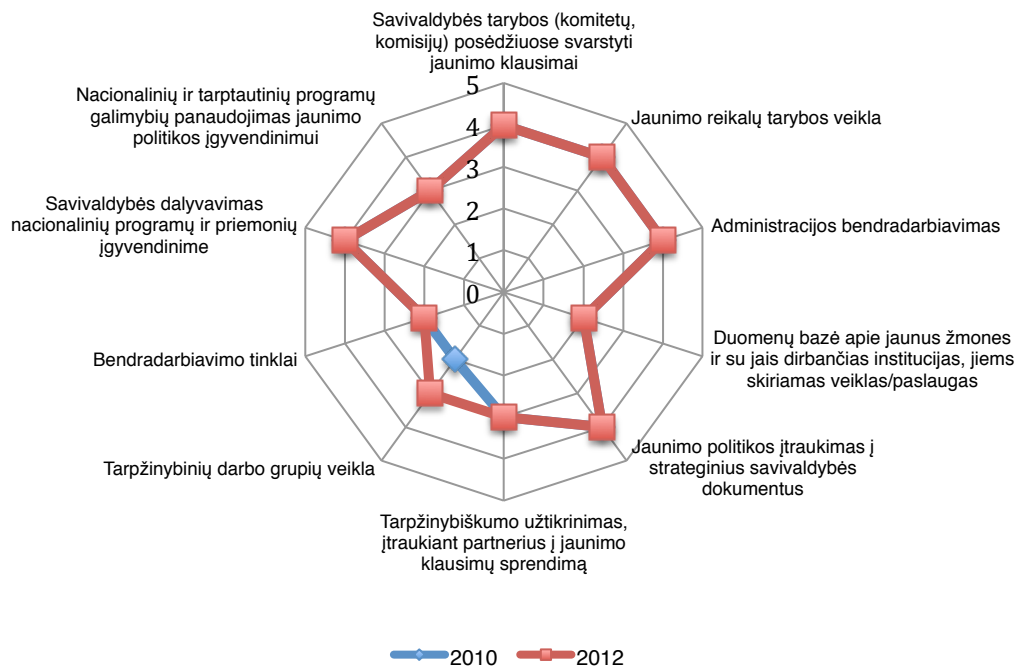 Savivaldybės tarybos (komitetų,
komisijų) posėdžiuose svarstyti
jaunimo klausimai
Jaunimo reikalų tarybos veikla
Administracijos bendradarbiavimas
Duomenų bazė apie jaunus žmones
ir su jais dirbančias institucijas, jiems
skiriamas veiklas/paslaugas
Jaunimo politikos įtraukimas į
strateginius savivaldybės
dokumentus
Tarpžinybiškumo užtikrinimas,
įtraukiant partnerius į jaunimo
klausimų sprendimą
Tarpžinybinių darbo grupių veikla
Bendradarbiavimo tinklai
Savivaldybės dalyvavimas
nacionalinių programų ir priemonių
įgyvendinime
Nacionalinių ir tarptautinių programų
galimybių panaudojimas jaunimo
politikos įgyvendinimui
5
4
3
2
1
0
2010
2012